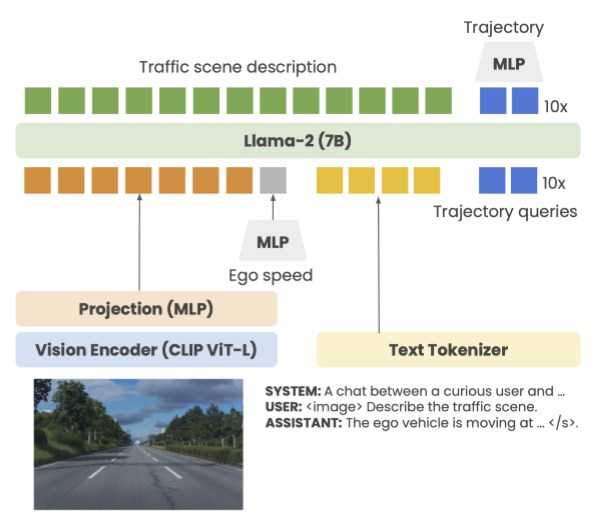 Trajectory
MLP
Traffic scene description
10x
Llama-2 (7B)
10x
Trajectory queries
MLP
Ego speed
Projection (MLP)
Vision Encoder (CLIP ViT-L)
Text Tokenizer
SYSTEM: A chat between a curious user and ...
USER: <image> Describe the traffic scene.
ASSISTANT: The ego vehicle is moving at ... </s>.